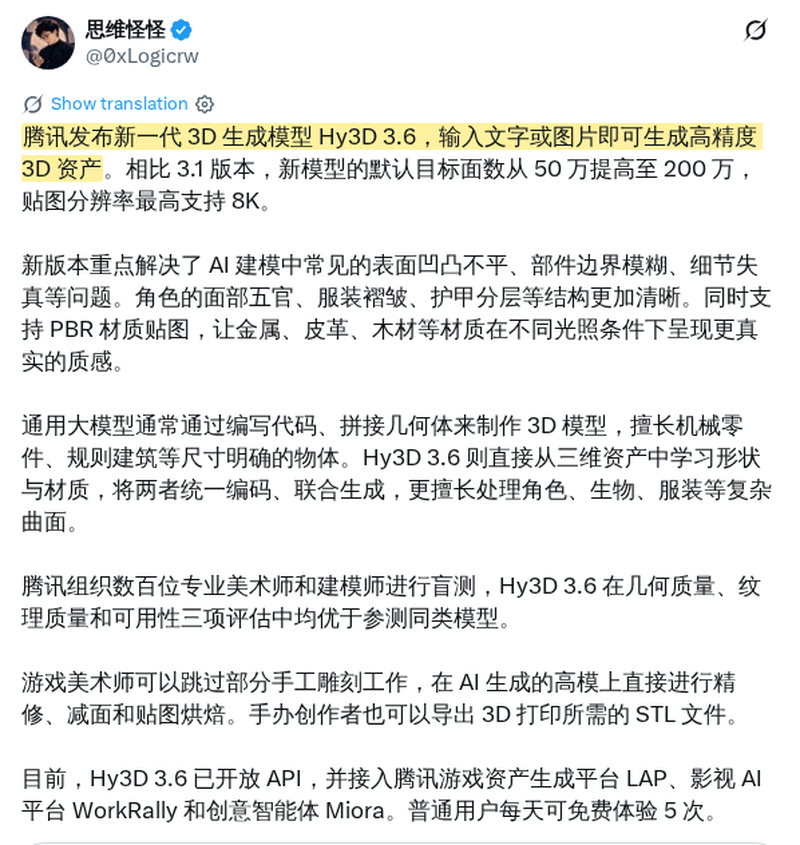 思维怪怪
@0xLogicrw
Show translation
腾讯发布新一代 3D 生成模型 Hy3D 3.6，输入文字或图片即可生成高精度
3D 资产。相比 3.1 版本，新模型的默认目标面数从 50 万提高至 200 万，
贴图分辨率最高支持 8K。
新版本重点解决了 AI 建模中常见的表面凹凸不平、部件边界模糊、细节失
真等问题。角色的面部五官、服装褶皱、护甲分层等结构更加清晰。同时支
持 PBR 材质贴图，让金属、皮革、木材等材质在不同光照条件下呈现更真
实的质感。
通用大模型通常通过编写代码、拼接几何体来制作 3D 模型，擅长机械零
件、规则建筑等尺寸明确的物体。Hy3D 3.6 则直接从三维资产中学习形状
与材质，将两者统一编码、联合生成，更擅长处理角色、生物、服装等复杂
曲面。
腾讯组织数百位专业美术师和建模师进行盲测，Hy3D 3.6 在几何质量、纹
理质量和可用性三项评估中均优于参测同类模型。
游戏美术师可以跳过部分手工雕刻工作，在 AI 生成的高模上直接进行精
修、减面和贴图烘焙。手办创作者也可以导出 3D 打印所需的 STL 文件。
目前，Hy3D 3.6 已开放 API，并接入腾讯游戏资产生成平台 LAP、影视 AI
平台 WorkRally 和创意智能体 Miora。普通用户每天可免费体验 5 次。